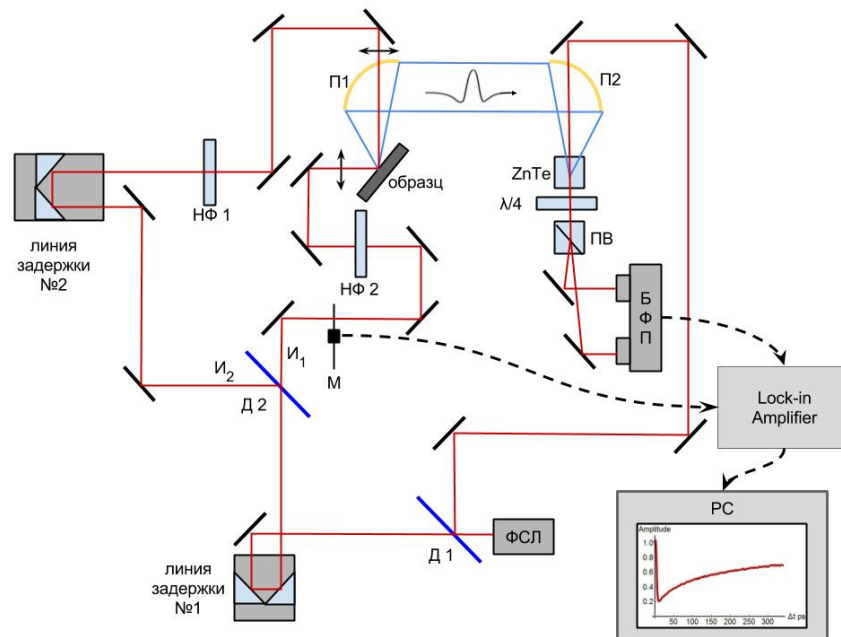 П1
П2
ZnTe
образц
λ/4
НФ 1
ПВ
линия
задержки
№2
НФ 2
БФП
И₁
И₂
М
Д 2
Lock-in
Amplifier
PC
Amplitude
1.0
0.8
0.6
0.4
0.2
50 100 150 200 250 300
Δt ps
ФСЛ
Д 1
линия
задержки
№1